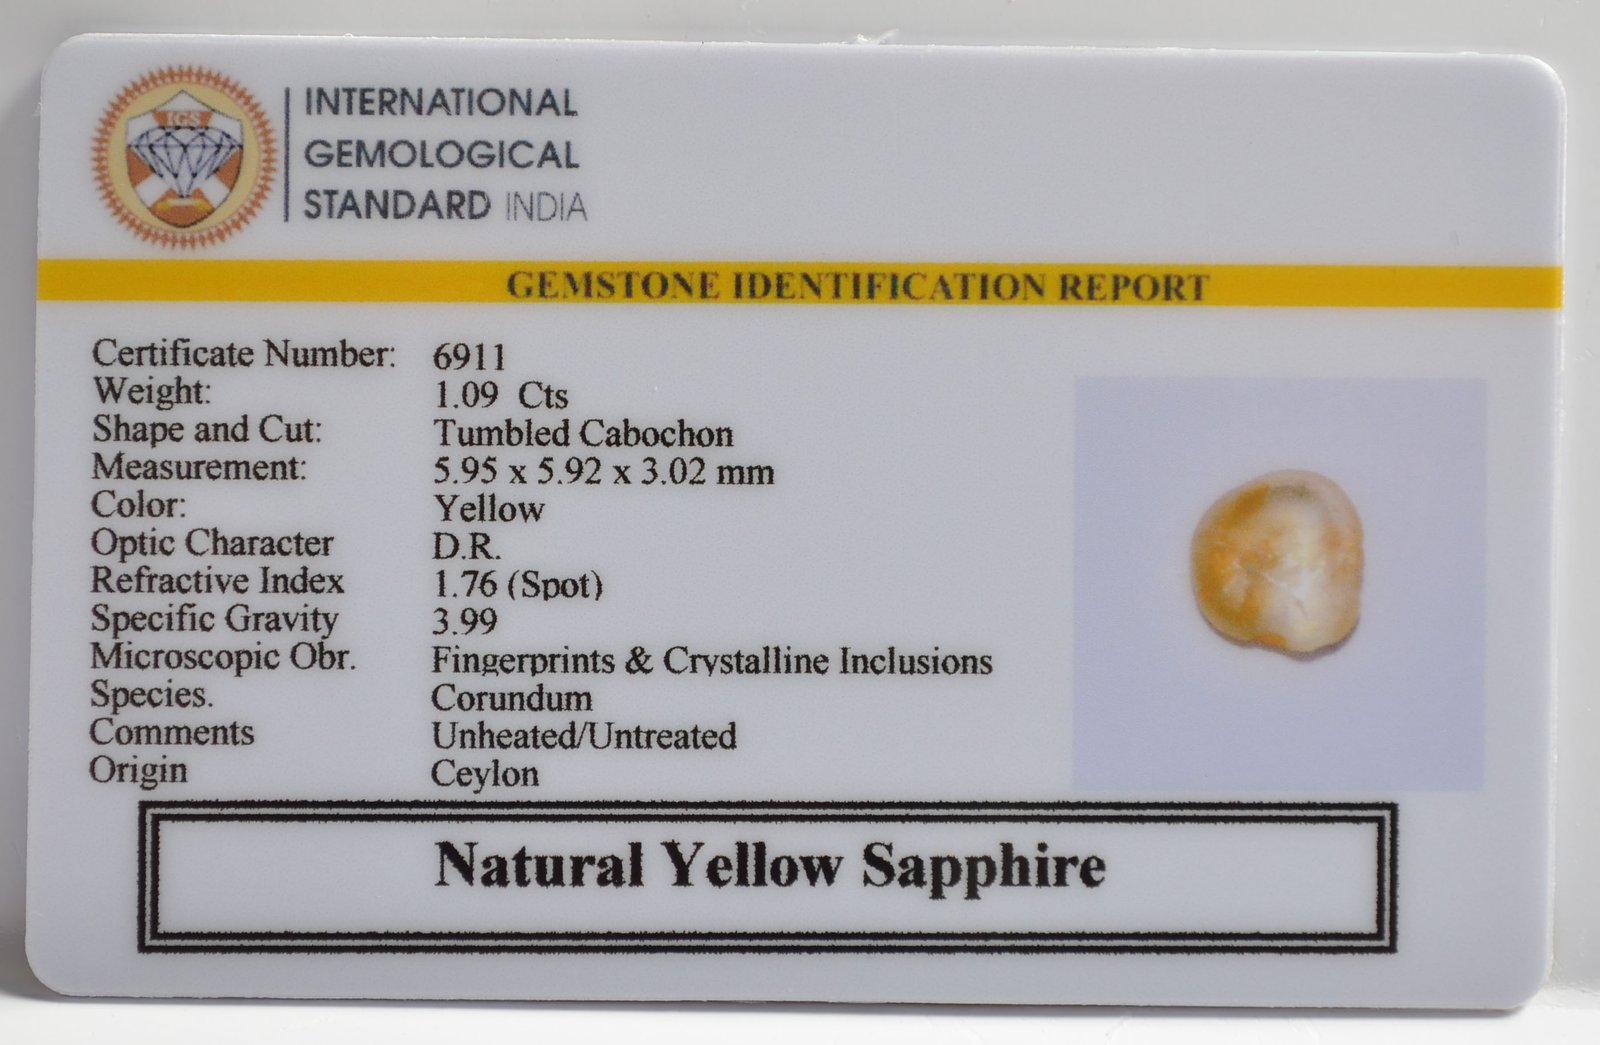 IGS
INTERNATIONAL
GEMOLOGICAL
STANDARD INDIA
GEMSTONE IDENTIFICATION REPORT
Certificate Number: 6911
Weight: 1.09 Cts
Shape and Cut: Tumbled Cabochon
Measurement: 5.95 x 5.92 x 3.02 mm
Color: Yellow
Optic Character D.R.
Refractive Index 1.76 (Spot)
Specific Gravity 3.99
Microscopic Obr. Fingerprints & Crystalline Inclusions
Species. Corundum
Comments Unheated/Untreated
Origin Ceylon
Natural Yellow Sapphire